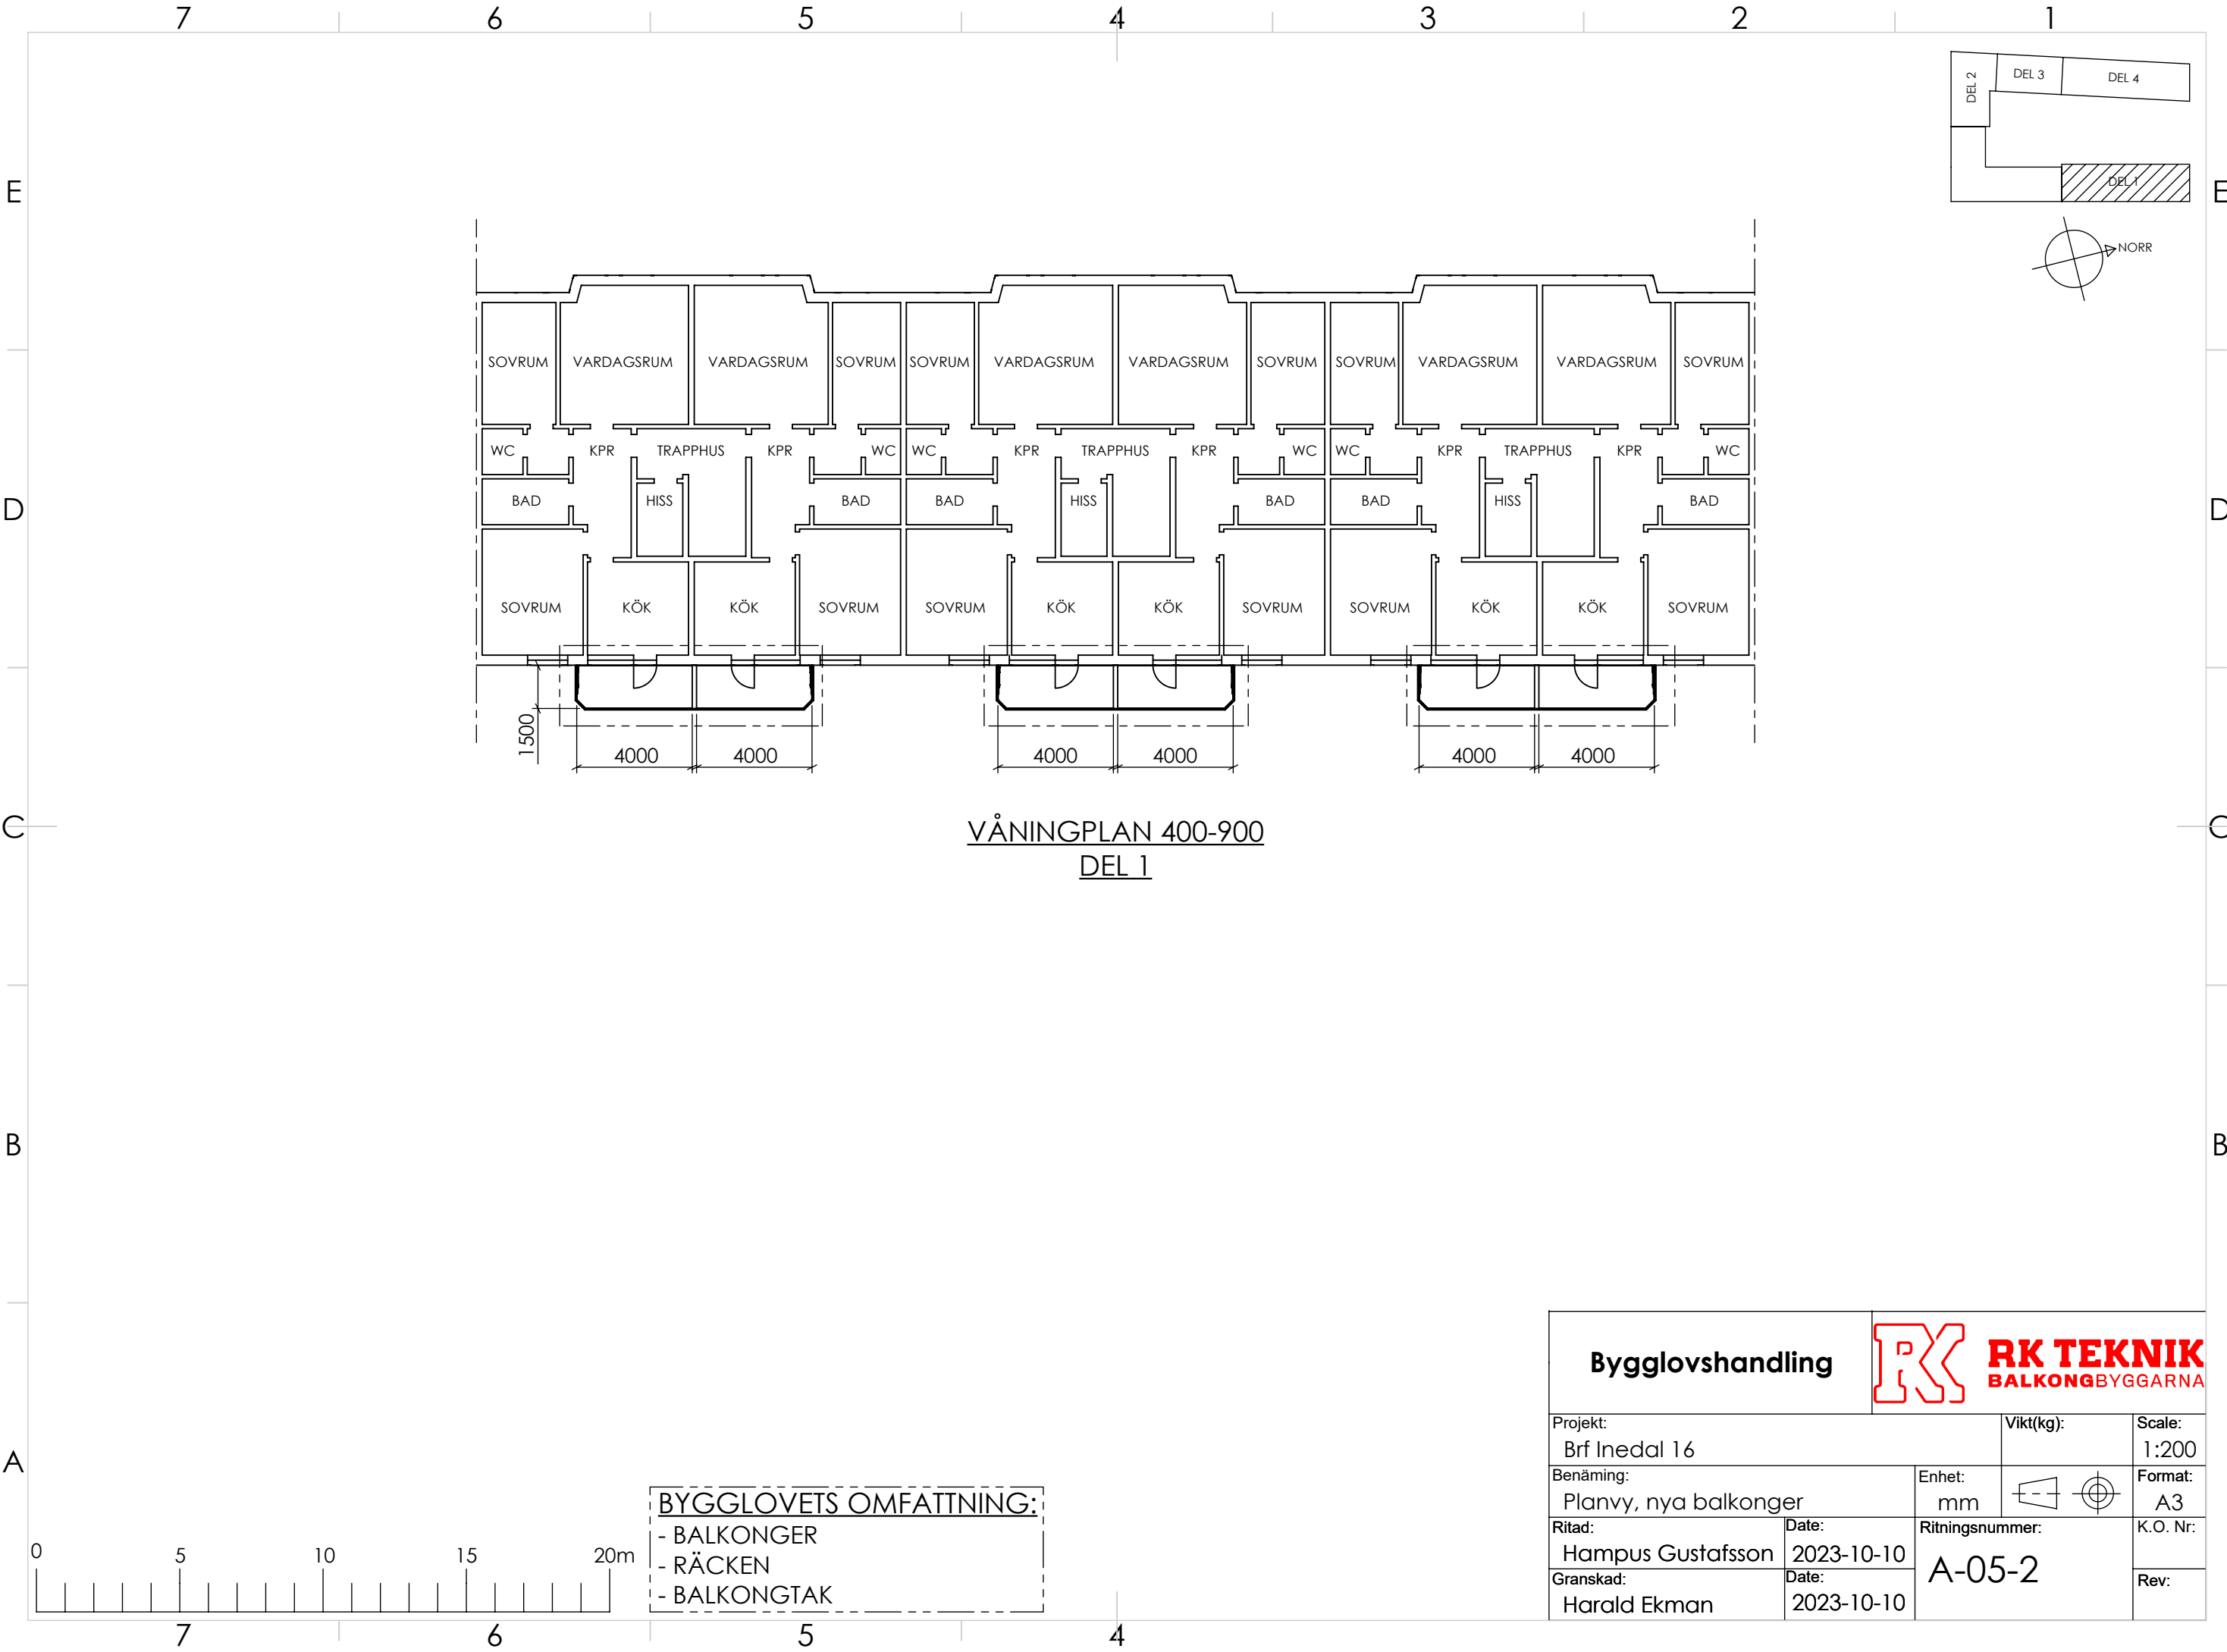 7 6 5 4 3 2 1
DEL 2
DEL 3
DEL 4
DEL 1
NORR
E E
SOVRUM VARDAGSRUM VARDAGSRUM SOVRUM SOVRUM VARDAGSRUM VARDAGSRUM SOVRUM SOVRUM VARDAGSRUM VARDAGSRUM SOVRUM
WC KPR TRAPPHUS KPR WC WC KPR TRAPPHUS KPR WC WC KPR TRAPPHUS KPR WC
BAD HISS BAD BAD HISS BAD BAD HISS BAD
D D
SOVRUM KÖK KÖK SOVRUM SOVRUM KÖK KÖK SOVRUM SOVRUM KÖK KÖK SOVRUM
1500
4000 4000 4000 4000 4000 4000
C C
VÅNINGPLAN 400-900
DEL 1
B B
A
0 5 10 15 20m
BYGGLOVETS OMFATTNING:
- BALKONGER
- RÄCKEN
- BALKONGTAK
Bygglovshandling
RK
RK TEKNIK
BALKONGBYGGARNA
Projekt:
Brf Inedal 16
Vikt(kg):
Scale:
1:200
Benäming:
Planvy, nya balkonger
Enhet:
mm
Format:
A3
Ritad:
Hampus Gustafsson
Date:
2023-10-10
Ritningsnummer:
A-05-2
K.O. Nr:
Granskad:
Harald Ekman
Date:
2023-10-10
Rev:
7 6 5 4